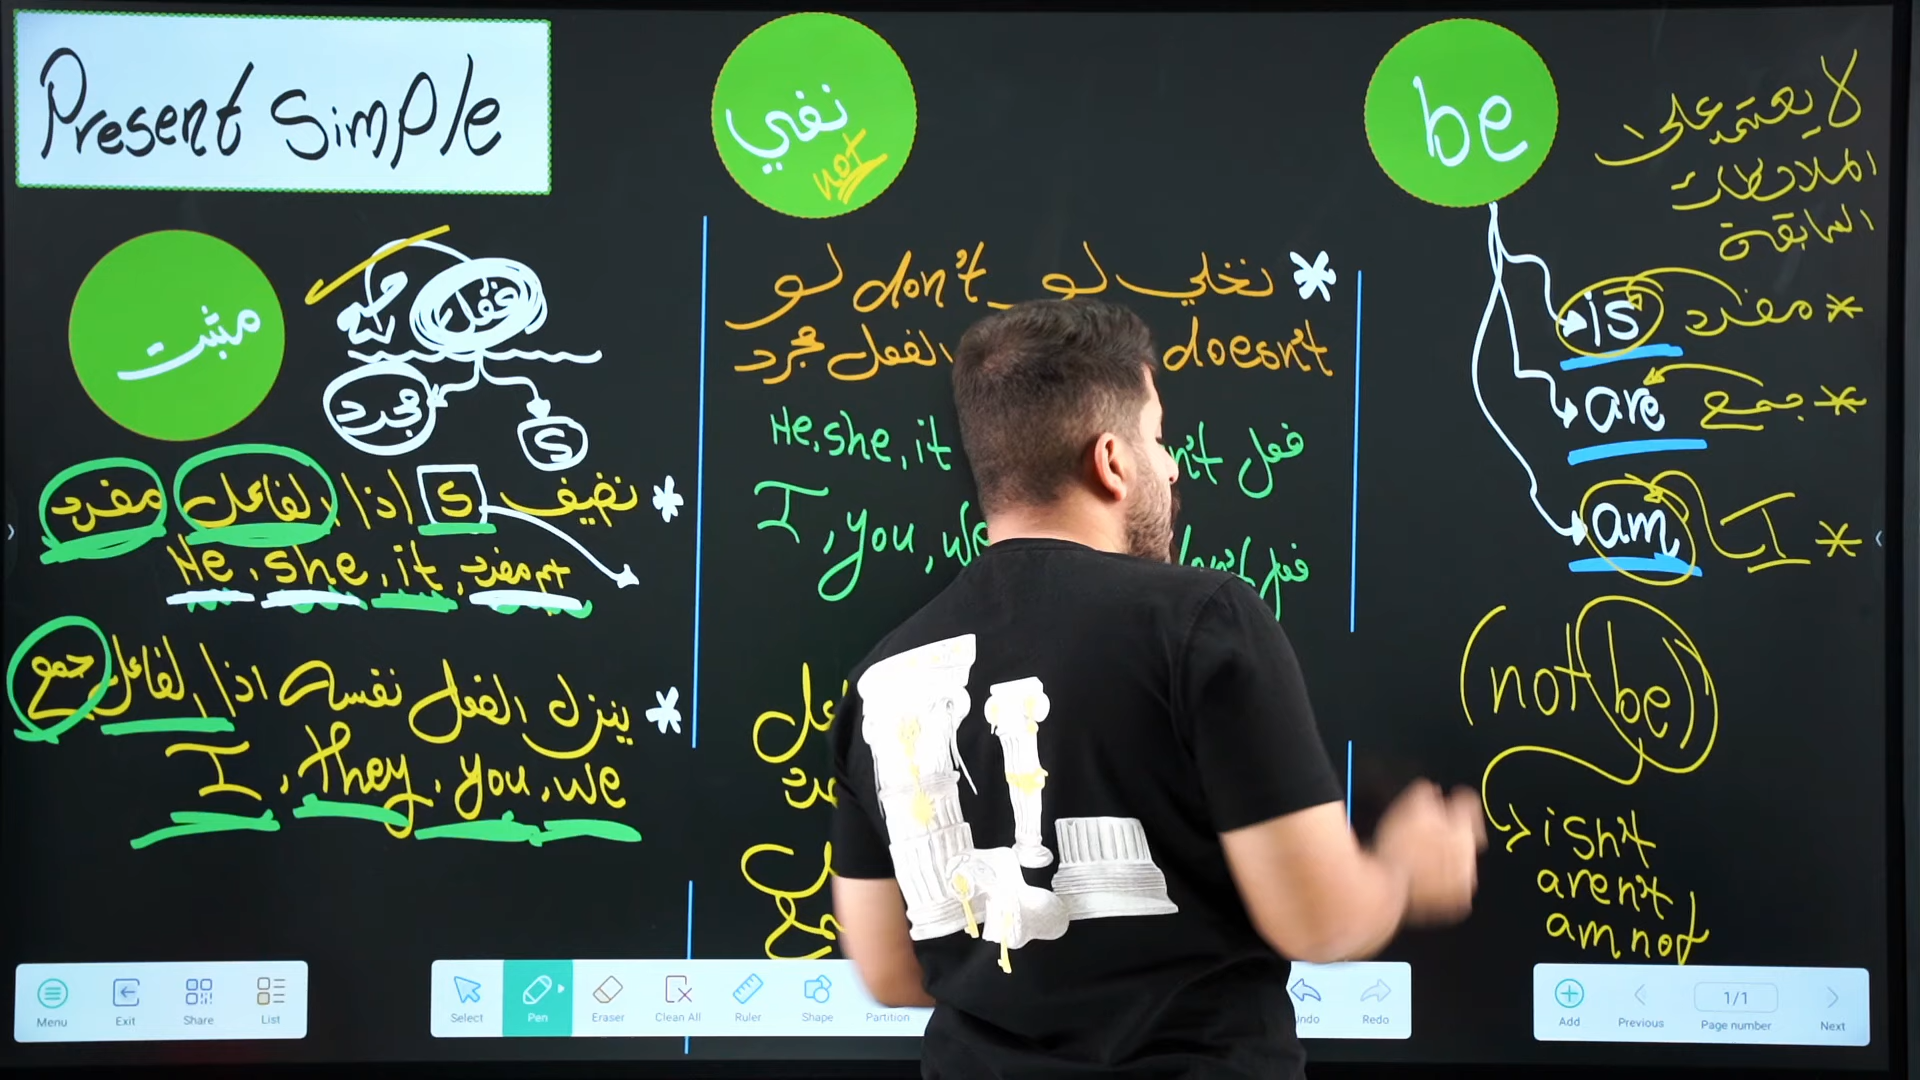 Present Simple
مثبت
فعل
مجرد
S
* نضيف S اذا الفاعل مفرد
He, she, it, اسم مفرد
* ينزل الفعل نفسه اذا الفاعل جمع
I, they, you, we
نفي
not
* نخلي لو don't لو
doesn't الفعل مجرد
He, she, it n't فعل
I, you, we فعل
be
لا يعتمد على
الملاحظات
السابقة
is مفرد *
are جمع *
am I *
(not be)
isn't
aren't
am not
Menu
Exit
Share
List
Select
Pen
Eraser
Clean All
Ruler
Shape
Partition
Redo
Add
Previous
1/1
Page number
Next